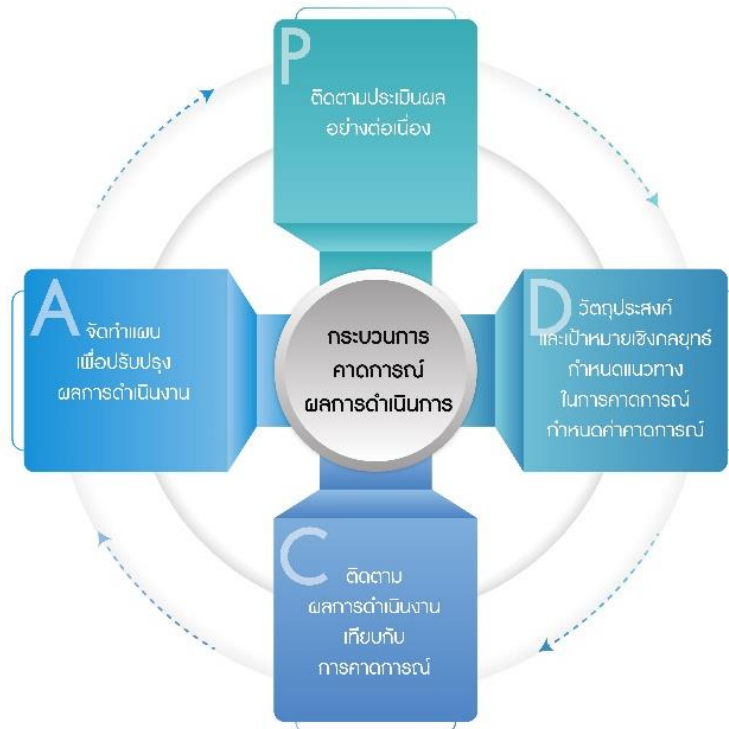 P
ติดตามประเมินผล
อย่างต่อเนื่อง
A
จัดทำแผน
เพื่อปรับปรุง
ผลการดำเนินงาน
กระบวนการ
คาดการณ์
ผลการดำเนินการ
D
วัตถุประสงค์
และเป้าหมายเชิงกลยุทธ์
กำหนดแนวทาง
ในการคาดการณ์
กำหนดค่าคาดการณ์
C
ติดตาม
ผลการดำเนินงาน
เทียบกับ
การคาดการณ์